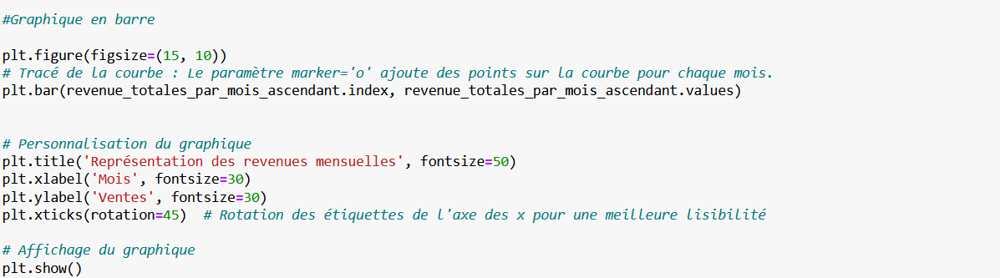 #Graphique en barre
plt.figure(figsize=(15, 10))
# Tracé de la courbe : Le paramètre marker='o' ajoute des points sur la courbe pour chaque mois.
plt.bar(revenue_totales_par_mois_ascendant.index, revenue_totales_par_mois_ascendant.values)
# Personnalisation du graphique
plt.title('Représentation des revenues mensuelles', fontsize=50)
plt.xlabel('Mois', fontsize=30)
plt.ylabel('Ventes', fontsize=30)
plt.xticks(rotation=45)  # Rotation des étiquettes de l'axe des x pour une meilleure lisibilité
# Affichage du graphique
plt.show()